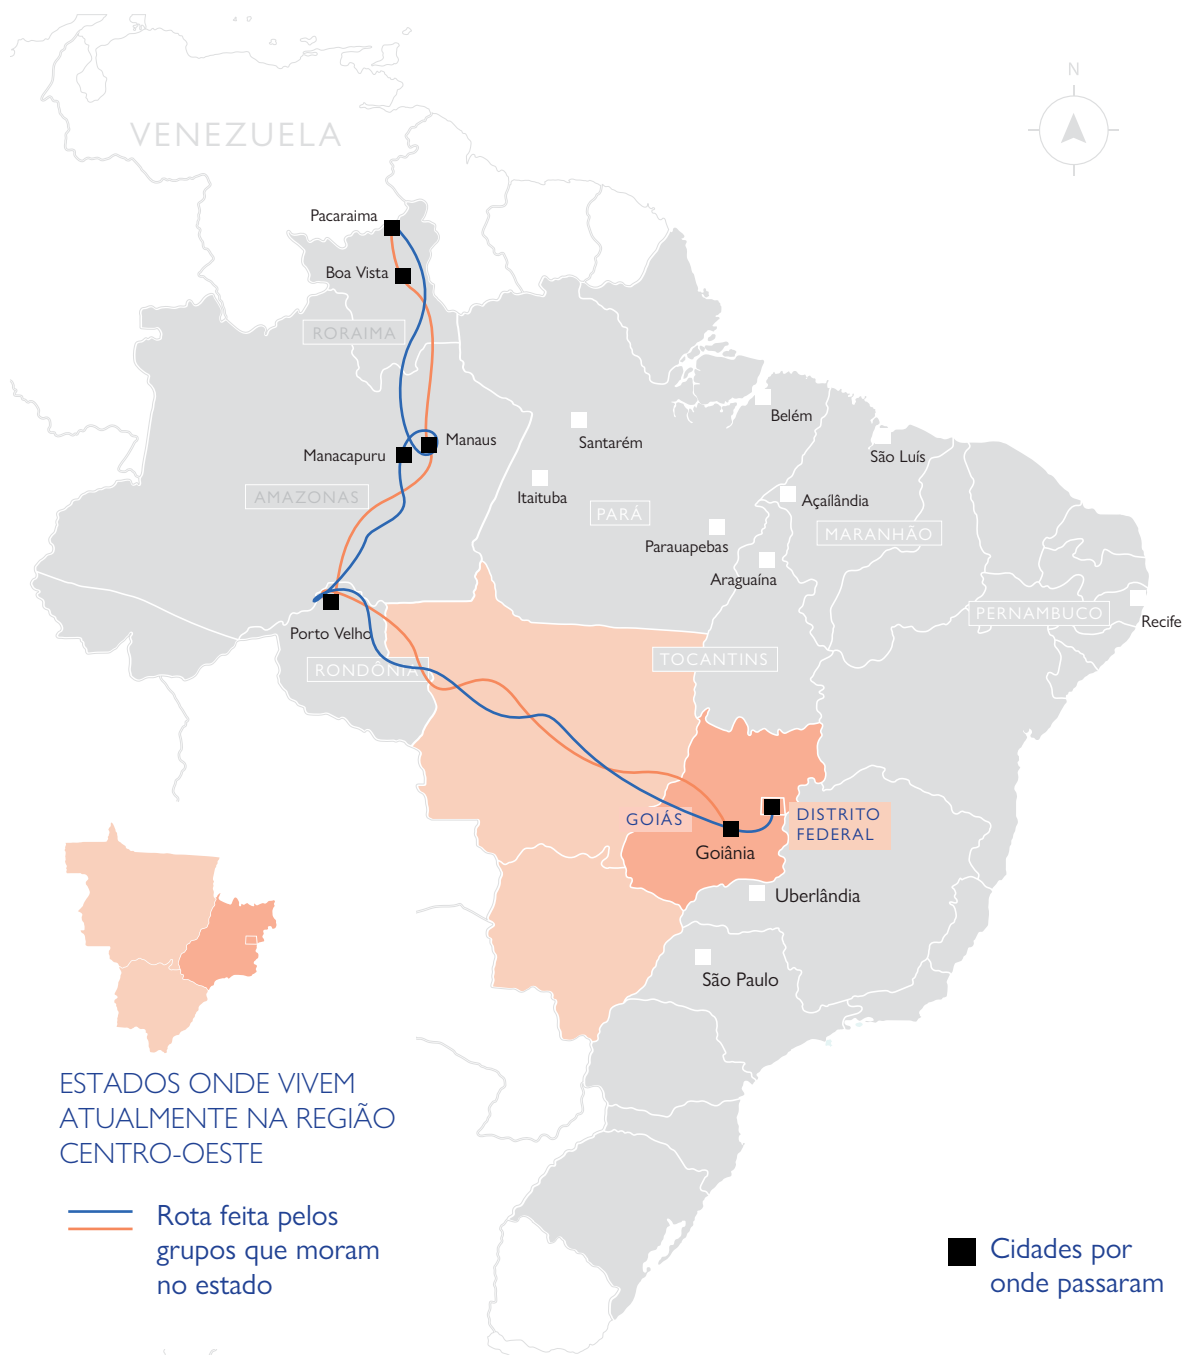 N
VENEZUELA
Pacaraima
Boa Vista
RORAIMA
Belém
Manaus
Santarém
São Luís
Manacapuru
AMAZONAS
Itaituba
Açaílândia
PARÁ
MARANHÃO
Parauapebas
Araguaína
PERNAMBUCO
Recife
Porto Velho
RONDÔNIA
TOCANTINS
GOIÁS
DISTRITO
FEDERAL
Goiânia
Uberlândia
São Paulo
ESTADOS ONDE VIVEM
ATUALMENTE NA REGIÃO
CENTRO-OESTE
Rota feita pelos
grupos que moram
no estado
Cidades por
onde passaram